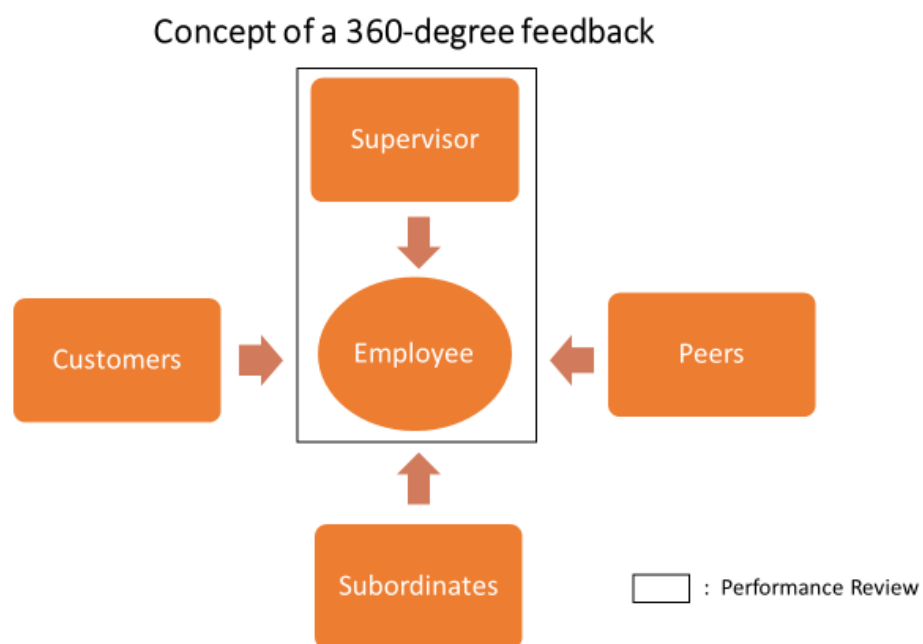 Concept of a 360-degree feedback
Supervisor
Customers
Employee
Peers
Subordinates
: Performance Review